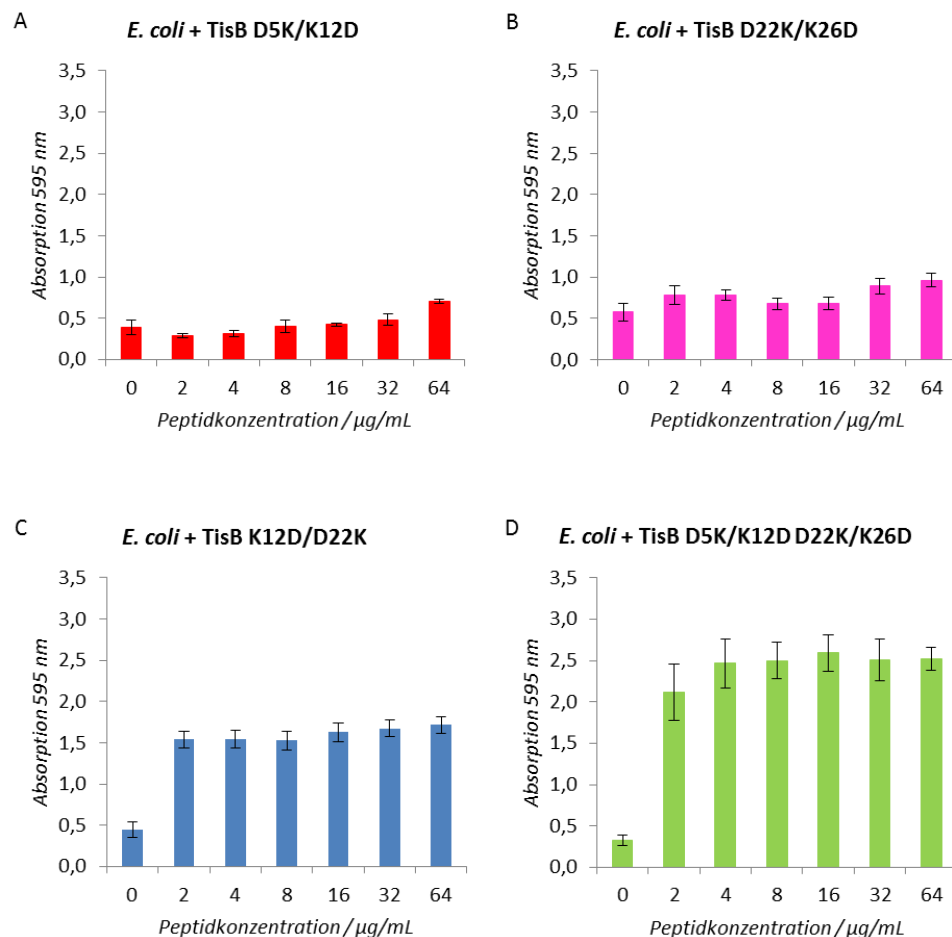 A
E. coli + TisB D5K/K12D
3,5
3,0
2,5
2,0
1,5
1,0
0,5
0,0
Absorption 595 nm
0 2 4 8 16 32 64
Peptidkonzentration / µg/mL
B
E. coli + TisB D22K/K26D
3,5
3,0
2,5
2,0
1,5
1,0
0,5
0,0
Absorption 595 nm
0 2 4 8 16 32 64
Peptidkonzentration / µg/mL
C
E. coli + TisB K12D/D22K
3,5
3,0
2,5
2,0
1,5
1,0
0,5
0,0
Absorption 595 nm
0 2 4 8 16 32 64
Peptidkonzentration / µg/mL
D
E. coli + TisB D5K/K12D D22K/K26D
3,5
3,0
2,5
2,0
1,5
1,0
0,5
0,0
Absorption 595 nm
0 2 4 8 16 32 64
Peptidkonzentration / µg/mL